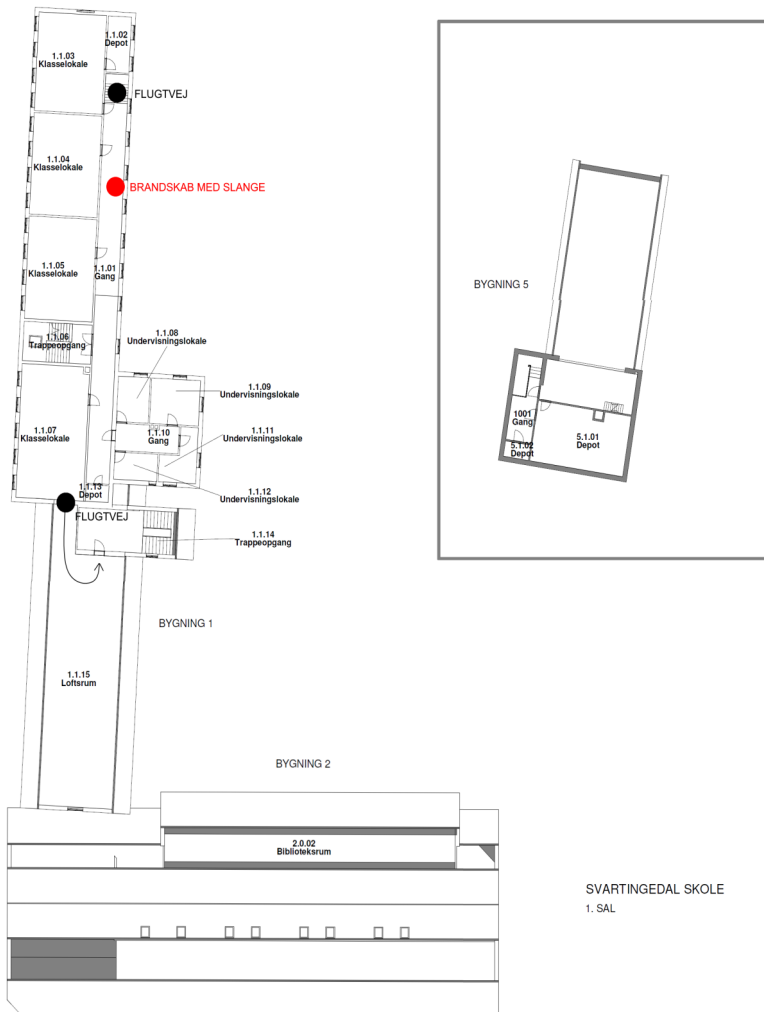 1.1.02
Depot
1.1.03
Klasselokale
FLUGTVEJ
1.1.04
Klasselokale
BRANDSKAB MED SLANGE
1.1.05
Klasselokale
1.1.01
Gang
1.1.06
Trappeopgang
1.1.08
Undervisningslokale
1.1.09
Undervisningslokale
1.1.07
Klasselokale
1.1.10
Gang
1.1.11
Undervisningslokale
1.1.13
Depot
1.1.12
Undervisningslokale
FLUGTVEJ
1.1.14
Trappeopgang
BYGNING 1
1.1.15
Loftsrum
BYGNING 5
1001
Gang
5.1.02
Depot
5.1.01
Depot
BYGNING 2
2.0.02
Biblioteksrum
SVARTINGEDAL SKOLE
1. SAL